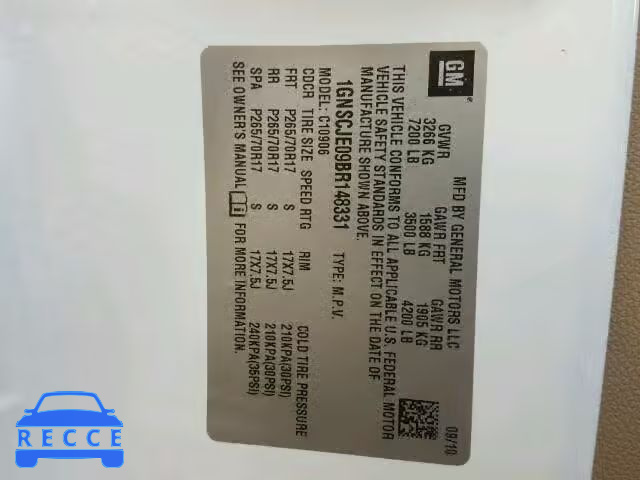 GM
®
MFD BY GENERAL MOTORS LLC 08/10
GVWR GAWR FRT GAWR RR
3266 KG 1588 KG 1905 KG
7200 LB 3500 LB 4200 LB
THIS VEHICLE CONFORMS TO ALL APPLICABLE U.S. FEDERAL MOTOR
VEHICLE SAFETY STANDARDS IN EFFECT ON THE DATE OF
MANUFACTURE SHOWN ABOVE.
1GNSCJE09BR148331 TYPE: M.P.V.
MODEL: C10906
CDCR TIRE SIZE SPEED RTG RIM COLD TIRE PRESSURE
FRT P265/70R17 S 17X7.5J 210KPA(30PSI)
RR P265/70R17 S 17X7.5J 210KPA(30PSI)
SPA P265/70R17 S 17X7.5J 240KPA(35PSI)
SEE OWNER'S MANUAL i FOR MORE INFORMATION.
RECCE